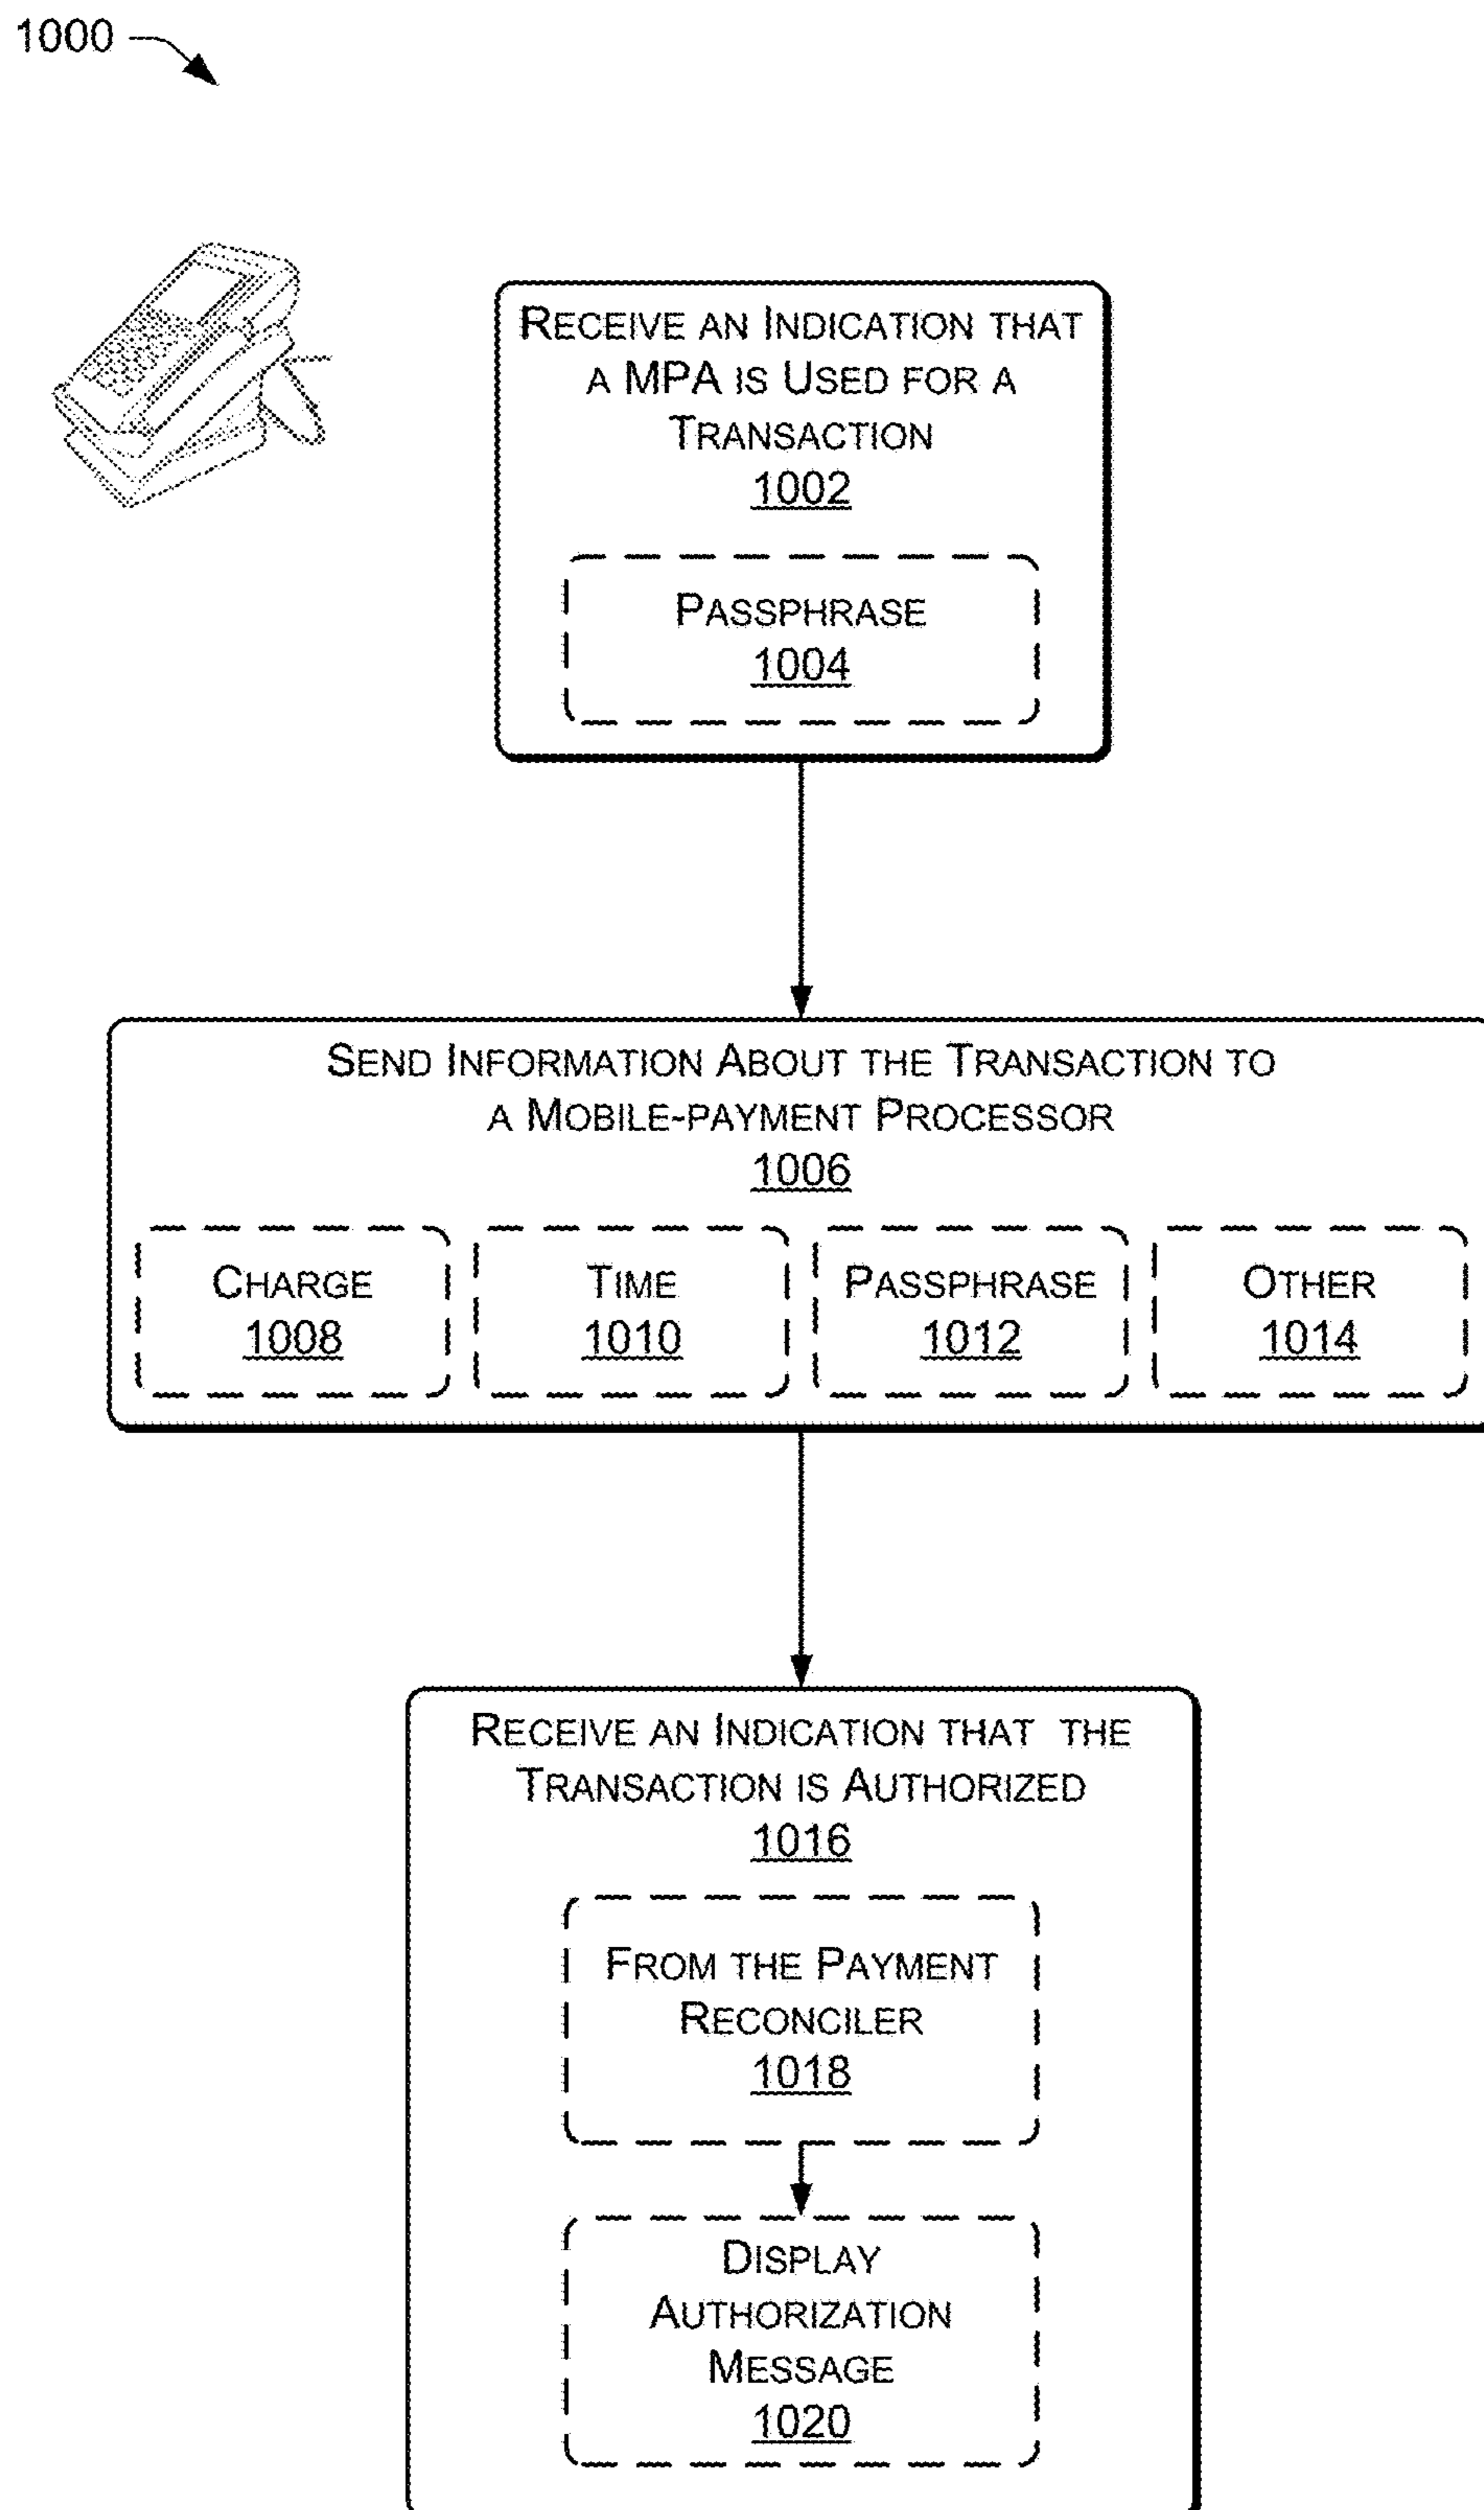 1000
RECEIVE AN INDICATION THAT
A MPA IS USED FOR A
TRANSACTION
1002
PASSPHRASE
1004
SEND INFORMATION ABOUT THE TRANSACTION TO
A MOBILE-PAYMENT PROCESSOR
1006
CHARGE
1008
TIME
1010
PASSPHRASE
1012
OTHER
1014
RECEIVE AN INDICATION THAT THE
TRANSACTION IS AUTHORIZED
1016
FROM THE PAYMENT
RECONCILER
1018
DISPLAY
AUTHORIZATION
MESSAGE
1020